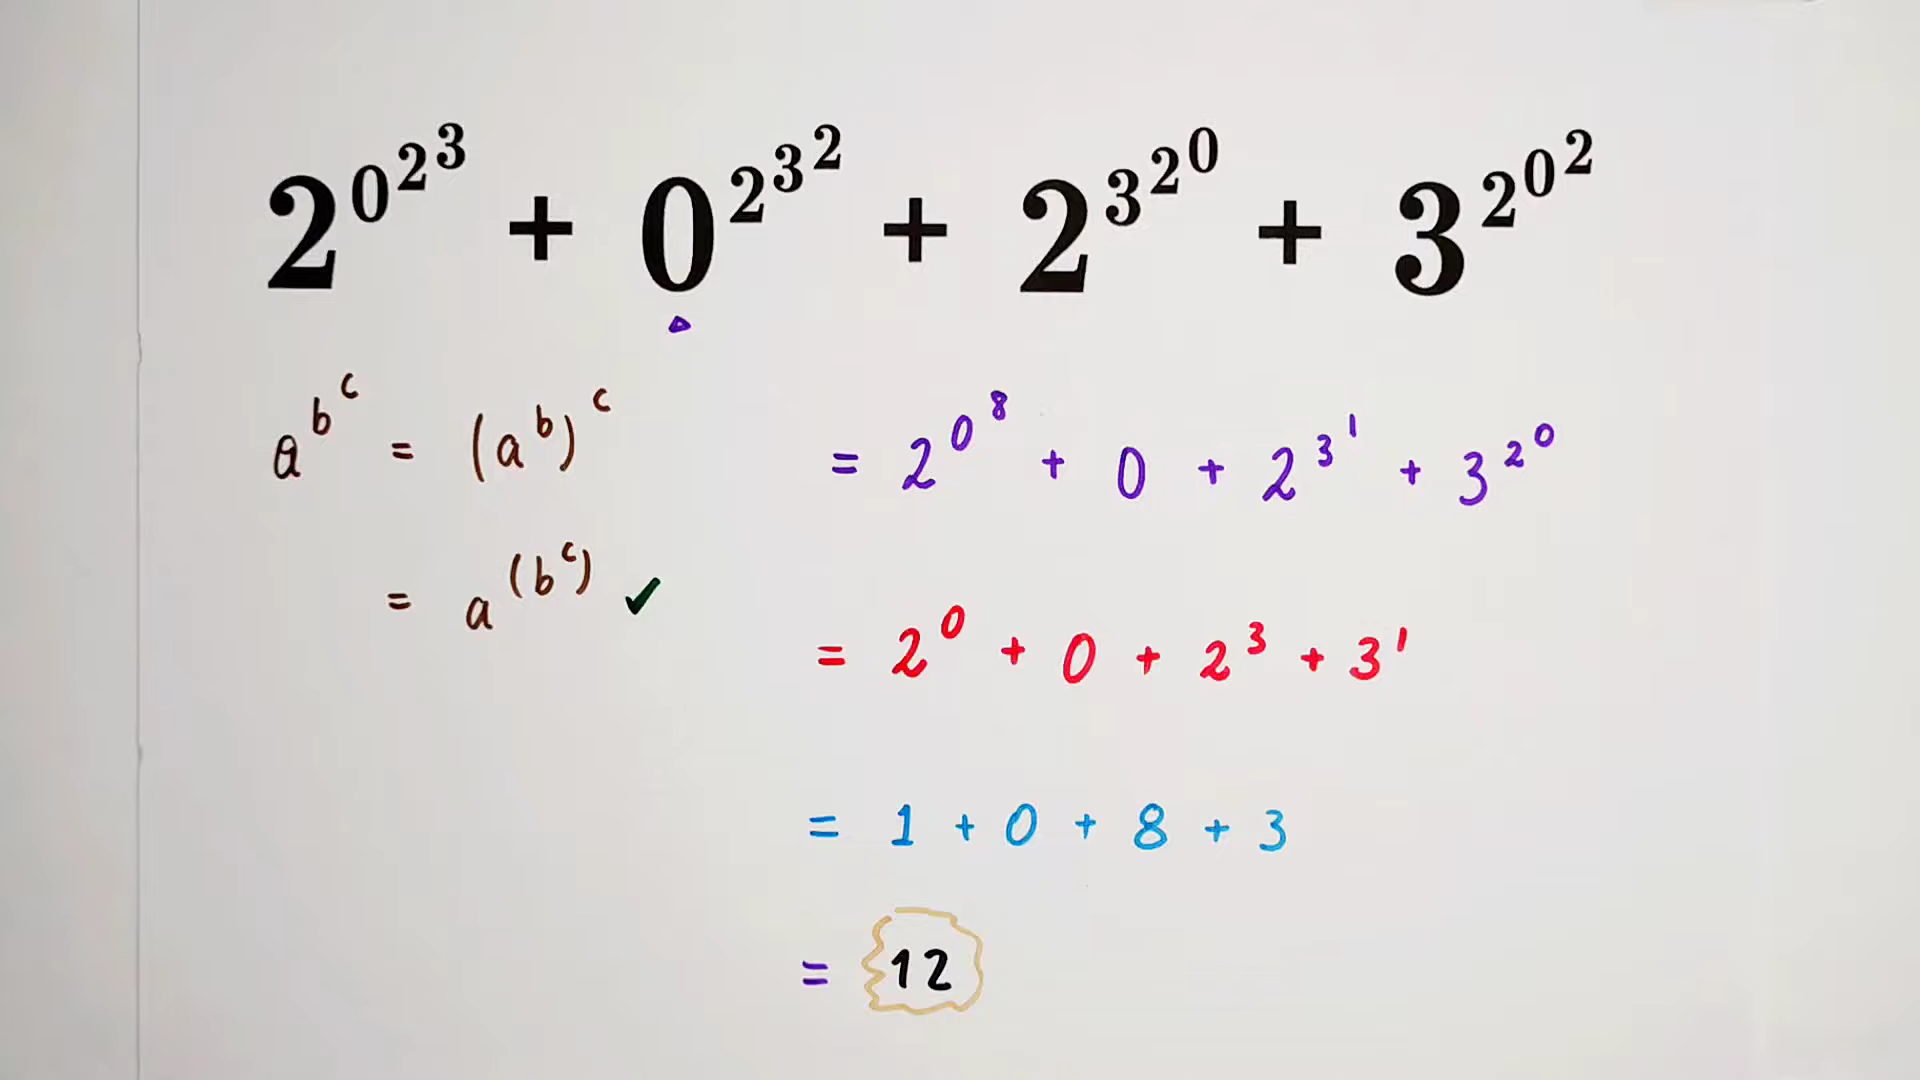 2^{0^{2^{3}}} + 0^{2^{3^{2}}} + 2^{3^{2^{0}}} + 3^{2^{0^{2}}}
a^{b^{c}} = (a^{b})^{c}
= a^{(b^{c})} ✓
= 2^{0^{8}} + 0 + 2^{3^{1}} + 3^{2^{0}}
= 2^{0} + 0 + 2^{3} + 3^{1}
= 1 + 0 + 8 + 3
= 12